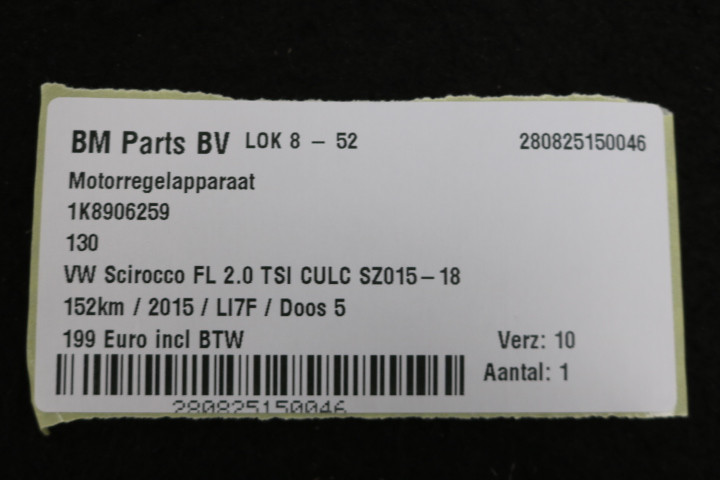 BM Parts BV LOK 8 – 52 280825150046
Motorregelapparaat
1K8906259
130
VW Scirocco FL 2.0 TSI CULC SZ015–18
152km / 2015 / LI7F / Doos 5
199 Euro incl BTW Verz: 10
Aantal: 1
280825150046